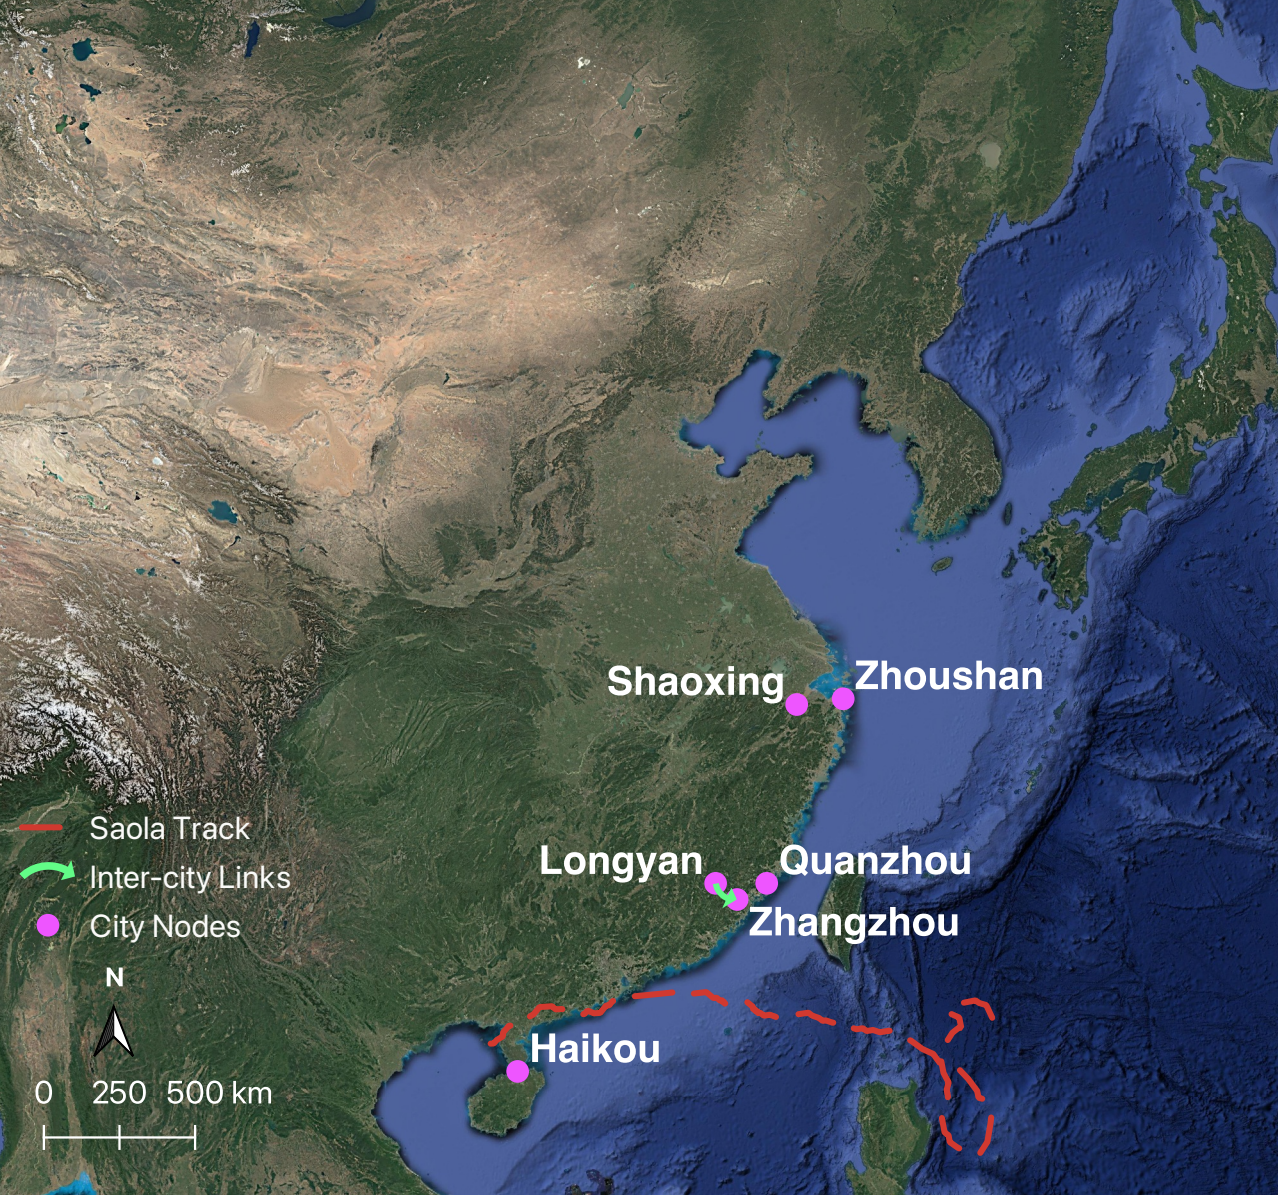 Shaoxing
Zhoushan
Longyan
Quanzhou
Zhangzhou
Haikou
Saola Track
Inter-city Links
City Nodes
N
0 250 500 km